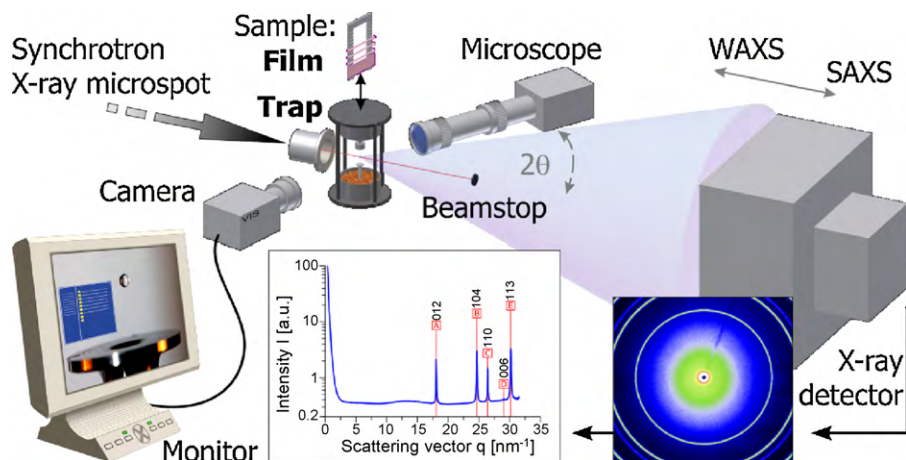 Sample:
Film
Trap
Synchrotron
X-ray microspot
Microscope
WAXS
SAXS
2θ
Camera
VIS
Beamstop
Monitor
X-ray
detector
Intensity I [a.u.]
100
10
1
0.2
A 012
B 104
C 110
D 006
E 113
0 5 10 15 20 25 30 35
Scattering vector q [nm⁻¹]